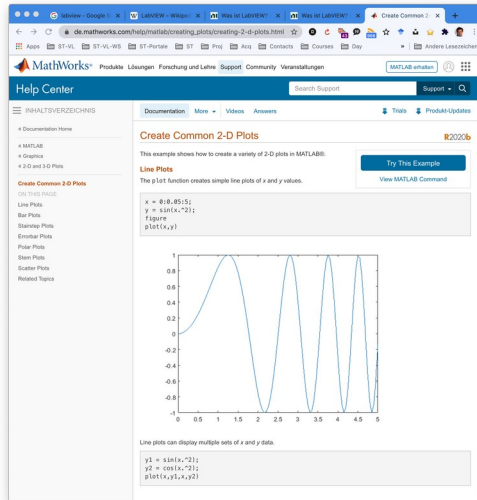 labview - Google
LabVIEW – Wikiped
Was ist LabVIEW?
Was ist LabVIEW?
Create Common 2-
de.mathworks.com/help/matlab/creating_plots/creating-2-d-plots.html
Apps ST-VL ST-VL-WS ST-Portale ST Proj Acq Contacts Courses Day » Andere Lesezeichen
MathWorks® Produkte Lösungen Forschung und Lehre Support Community Veranstaltungen MATLAB erhalten
Help Center Search Support Support
INHALTSVERZEICHNIS Documentation More Videos Answers Trials Produkt-Updates
« Documentation Home
« MATLAB
« Graphics
« 2-D and 3-D Plots
Create Common 2-D Plots
ON THIS PAGE
Line Plots
Bar Plots
Stairstep Plots
Errorbar Plots
Polar Plots
Stem Plots
Scatter Plots
Related Topics
Create Common 2-D Plots R2020b
This example shows how to create a variety of 2-D plots in MATLAB®.
Try This Example
View MATLAB Command
Line Plots
The plot function creates simple line plots of x and y values.
x = 0:0.05:5;
y = sin(x.^2);
figure
plot(x,y)
1
0.8
0.6
0.4
0.2
0
-0.2
-0.4
-0.6
-0.8
-1
0 0.5 1 1.5 2 2.5 3 3.5 4 4.5 5
Line plots can display multiple sets of x and y data.
y1 = sin(x.^2);
y2 = cos(x.^2);
plot(x,y1,x,y2)